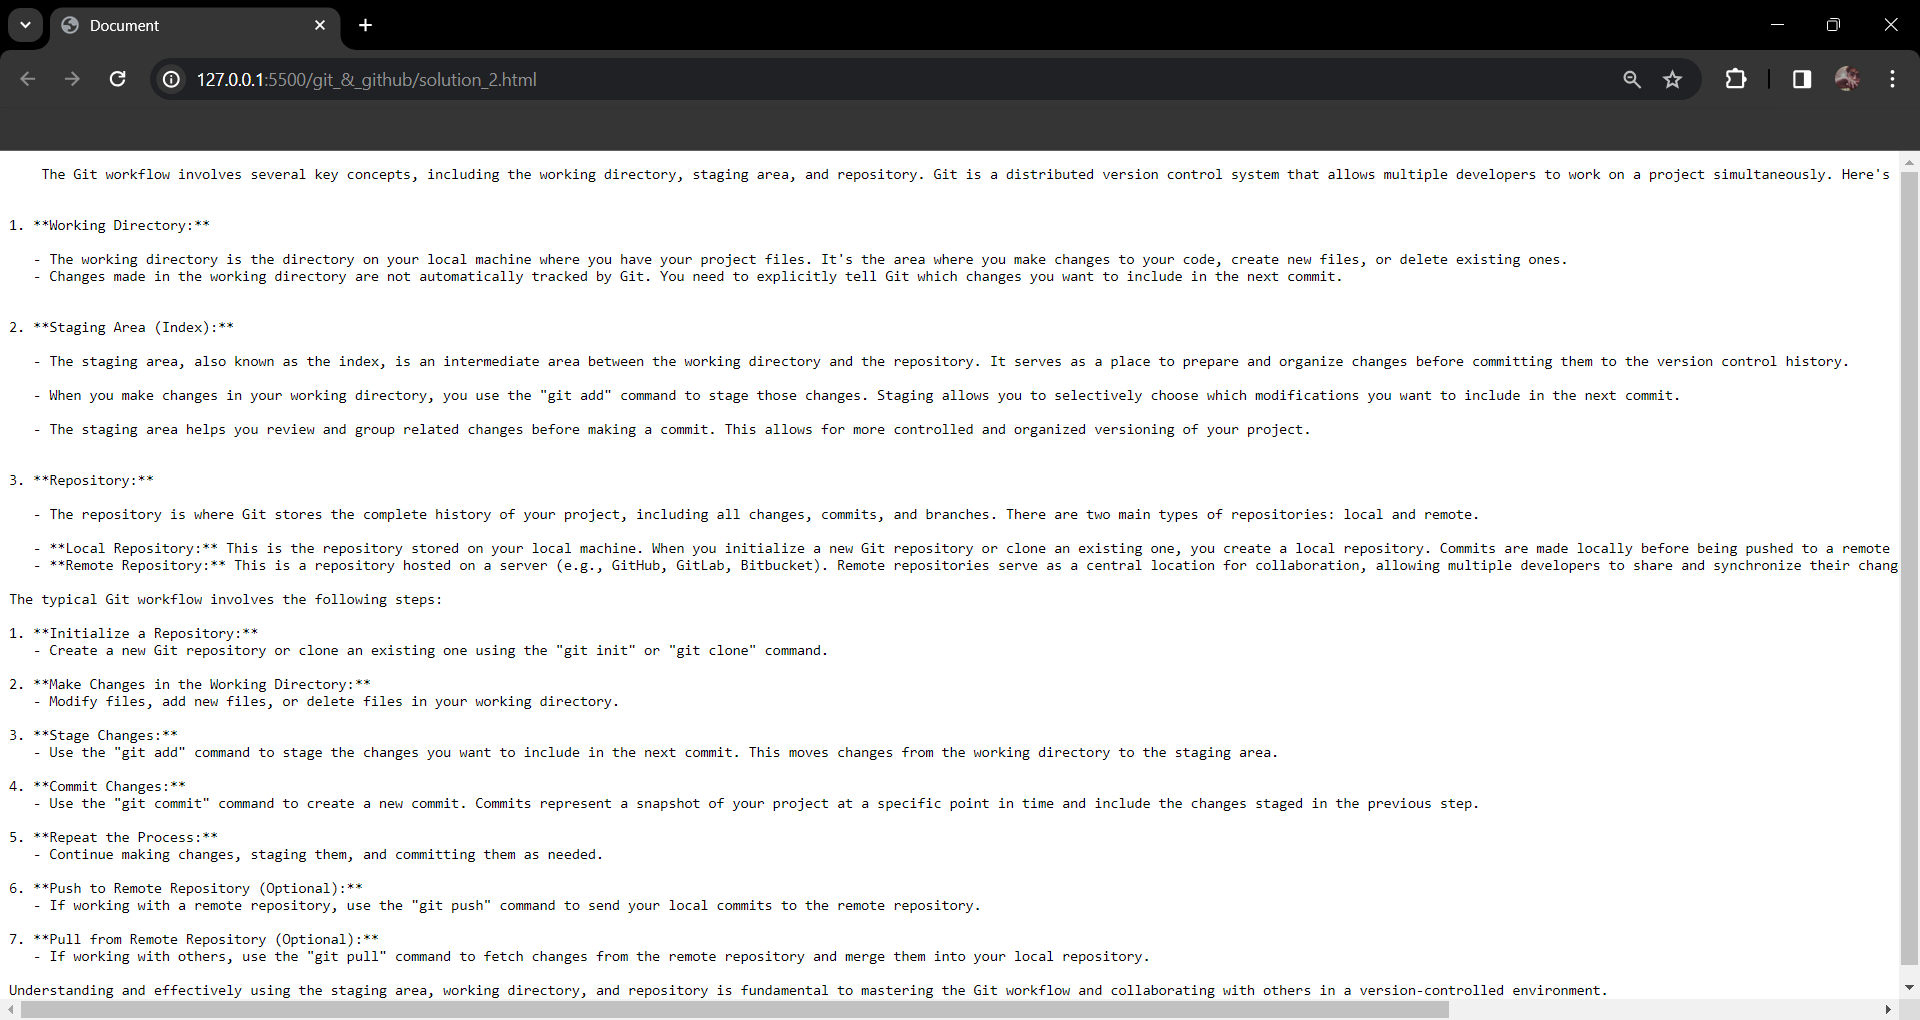 Document
127.0.0.1:5500/git_&_github/solution_2.html
The Git workflow involves several key concepts, including the working directory, staging area, and repository. Git is a distributed version control system that allows multiple developers to work on a project simultaneously. Here's
1. **Working Directory:**
- The working directory is the directory on your local machine where you have your project files. It's the area where you make changes to your code, create new files, or delete existing ones.
- Changes made in the working directory are not automatically tracked by Git. You need to explicitly tell Git which changes you want to include in the next commit.
2. **Staging Area (Index):**
- The staging area, also known as the index, is an intermediate area between the working directory and the repository. It serves as a place to prepare and organize changes before committing them to the version control history.
- When you make changes in your working directory, you use the "git add" command to stage those changes. Staging allows you to selectively choose which modifications you want to include in the next commit.
- The staging area helps you review and group related changes before making a commit. This allows for more controlled and organized versioning of your project.
3. **Repository:**
- The repository is where Git stores the complete history of your project, including all changes, commits, and branches. There are two main types of repositories: local and remote.
- **Local Repository:** This is the repository stored on your local machine. When you initialize a new Git repository or clone an existing one, you create a local repository. Commits are made locally before being pushed to a remote
- **Remote Repository:** This is a repository hosted on a server (e.g., GitHub, GitLab, Bitbucket). Remote repositories serve as a central location for collaboration, allowing multiple developers to share and synchronize their chang
The typical Git workflow involves the following steps:
1. **Initialize a Repository:**
- Create a new Git repository or clone an existing one using the "git init" or "git clone" command.
2. **Make Changes in the Working Directory:**
- Modify files, add new files, or delete files in your working directory.
3. **Stage Changes:**
- Use the "git add" command to stage the changes you want to include in the next commit. This moves changes from the working directory to the staging area.
4. **Commit Changes:**
- Use the "git commit" command to create a new commit. Commits represent a snapshot of your project at a specific point in time and include the changes staged in the previous step.
5. **Repeat the Process:**
- Continue making changes, staging them, and committing them as needed.
6. **Push to Remote Repository (Optional):**
- If working with a remote repository, use the "git push" command to send your local commits to the remote repository.
7. **Pull from Remote Repository (Optional):**
- If working with others, use the "git pull" command to fetch changes from the remote repository and merge them into your local repository.
Understanding and effectively using the staging area, working directory, and repository is fundamental to mastering the Git workflow and collaborating with others in a version-controlled environment.